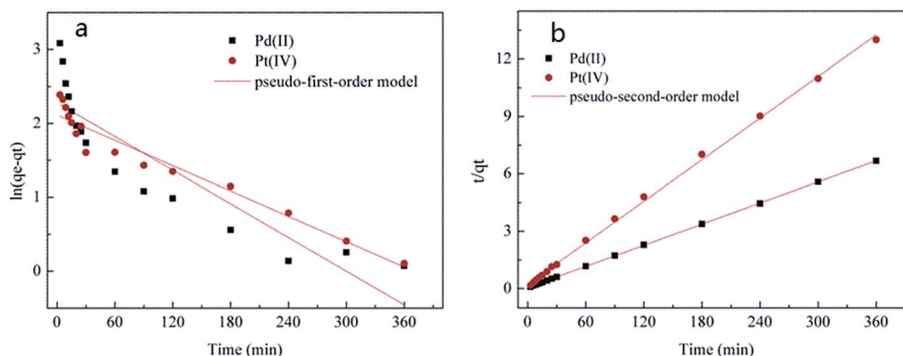 a
Pd(II)
Pt(IV)
pseudo-first-order model
ln(qe-qt)
3
2
1
0
0 60 120 180 240 300 360
Time (min)
b
Pd(II)
Pt(IV)
pseudo-second-order model
t/qt
12
9
6
3
0
0 60 120 180 240 300 360
Time (min)